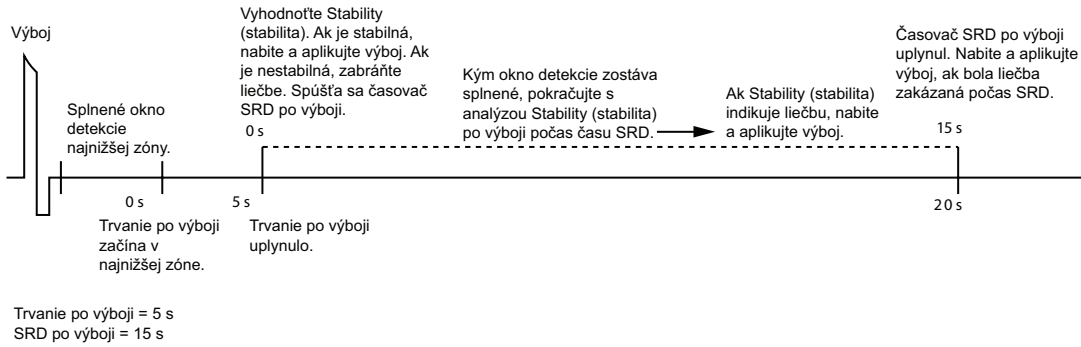 Výboj
Splnené okno
detekcie
najnižšej zóny.
Vyhodnoťte Stability
(stabilita). Ak je stabilná,
nabite a aplikujte výboj. Ak
je nestabilná, zabráňte
liečbe. Spúšťa sa časovač
SRD po výboji.
0 s
Kým okno detekcie zostáva
splnené, pokračujte s
analýzou Stability (stabilita)
po výboji počas času SRD.
Ak Stability (stabilita)
indikuje liečbu, nabite
a aplikujte výboj.
Časovač SRD po výboji
uplynul. Nabite a aplikujte
výboj, ak bola liečba
zakázaná počas SRD.
15 s
0 s
5 s
20 s
Trvanie po výboji
začína v
najnižšej zóne.
Trvanie po výboji
uplynulo.
Trvanie po výboji = 5 s
SRD po výboji = 15 s